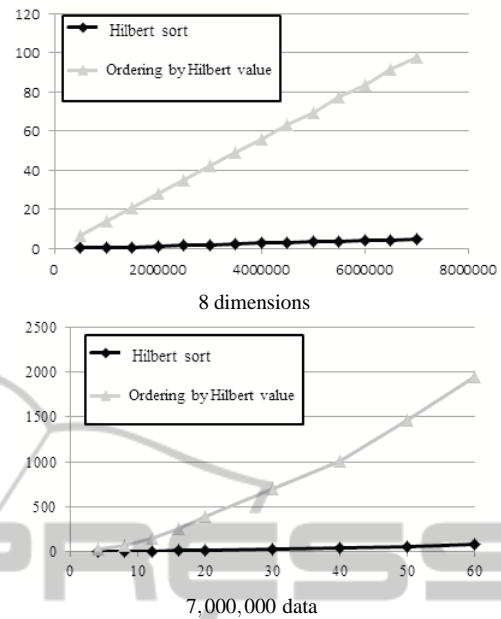 120
100
80
60
40
20
0
Hilbert sort
Ordering by Hilbert value
0 2000000 4000000 6000000 8000000
8 dimensions
2500
2000
1500
1000
500
0
Hilbert sort
Ordering by Hilbert value
0 10 20 30 40 50 60
7,000,000 data